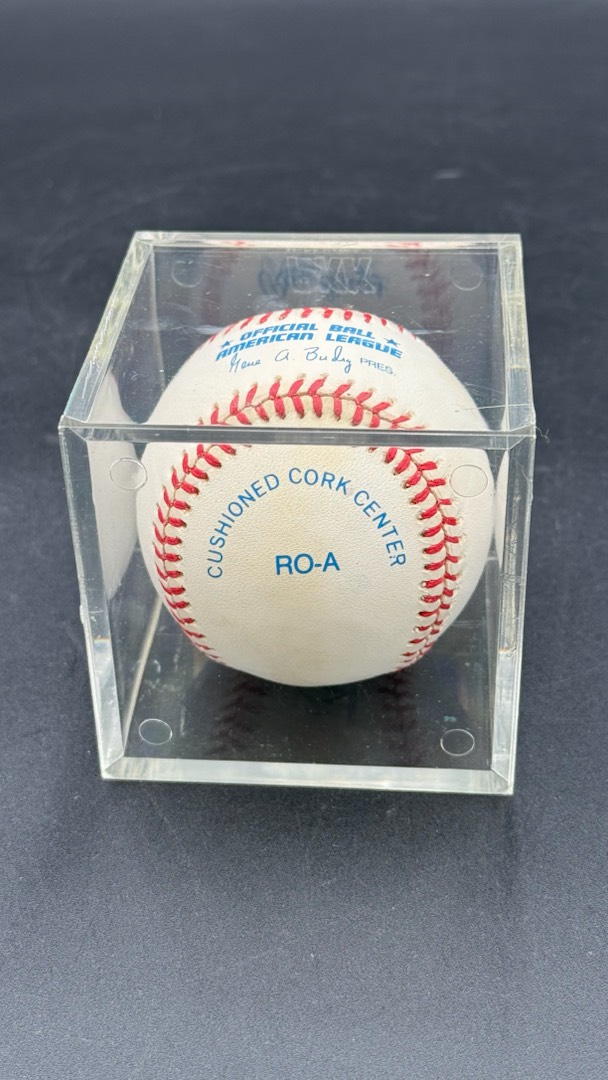 ★ OFFICIAL BALL ★
AMERICAN LEAGUE
Gene A. Budig PRES.
CUSHIONED CORK CENTER
RO-A